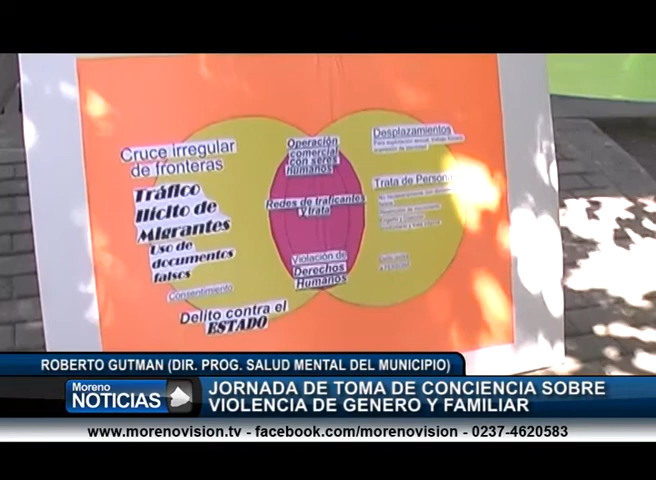 Cruce irregular
de fronteras
Tráfico
Ilícito de
Migrantes
Uso de
documentos
falsos
Consentimiento
Delito contra el
ESTADO
Operación
comercial
con seres
humanos
Redes de traficantes
Y trata
Violación de
Derechos
Humanos
Desplazamientos
Trata de Persona
ROBERTO GUTMAN (DIR. PROG. SALUD MENTAL DEL MUNICIPIO)
Moreno
NOTICIAS
JORNADA DE TOMA DE CONCIENCIA SOBRE
VIOLENCIA DE GENERO Y FAMILIAR
www.morenovision.tv - facebook.com/morenovision - 0237-4620583